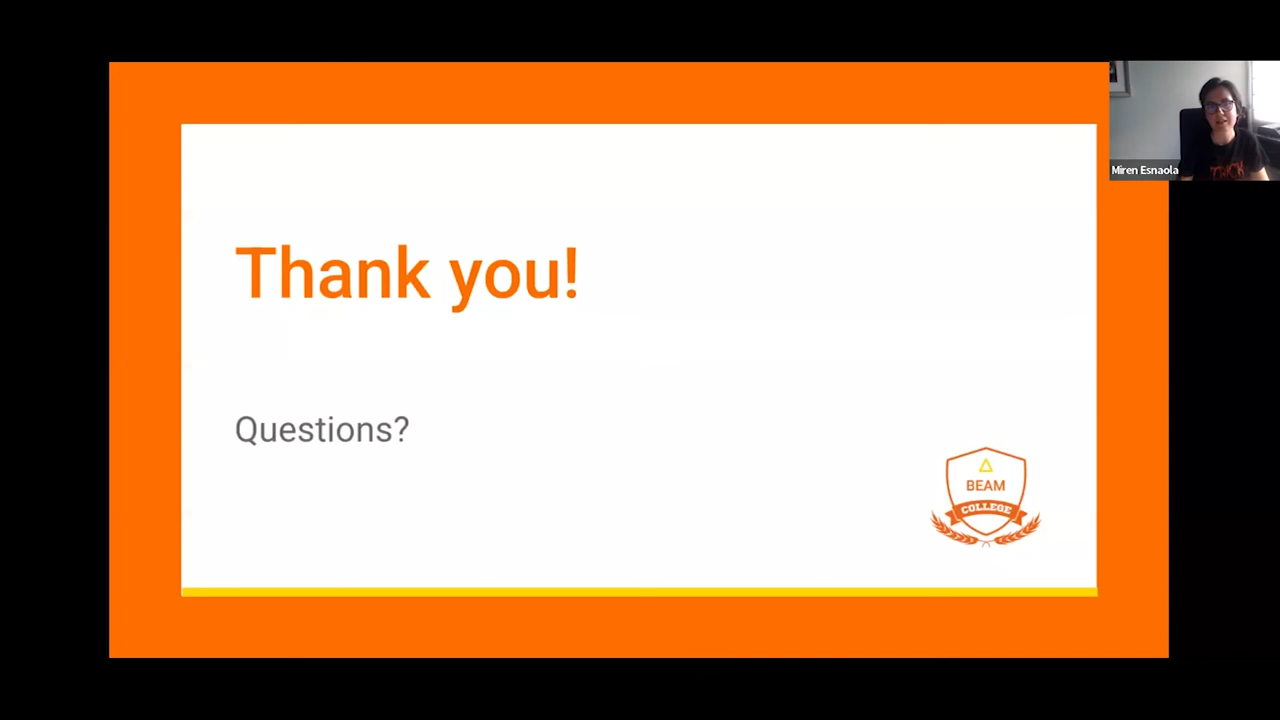 Thank you!
Questions?
BEAM
COLLEGE
Miren Esnaola